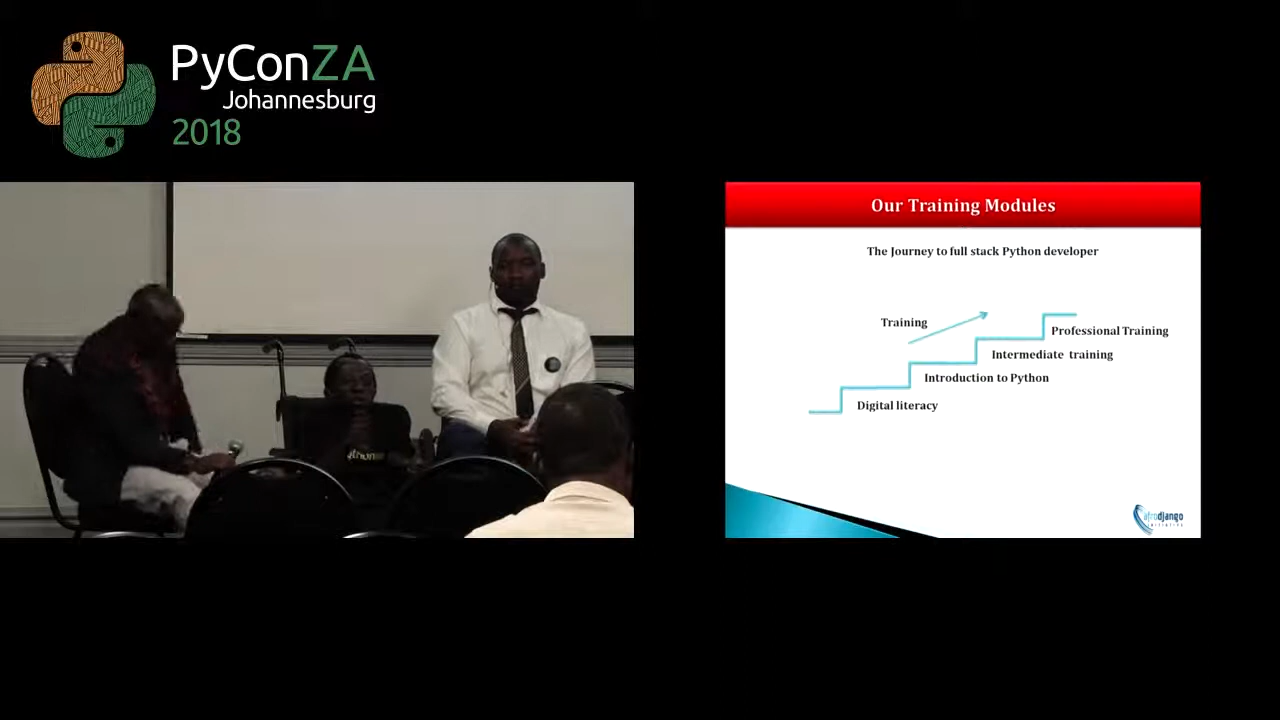 PyConZA
Johannesburg
2018
Our Training Modules
The Journey to full stack Python developer
Training
Professional Training
Intermediate training
Introduction to Python
Digital literacy
afrodjango
initiative